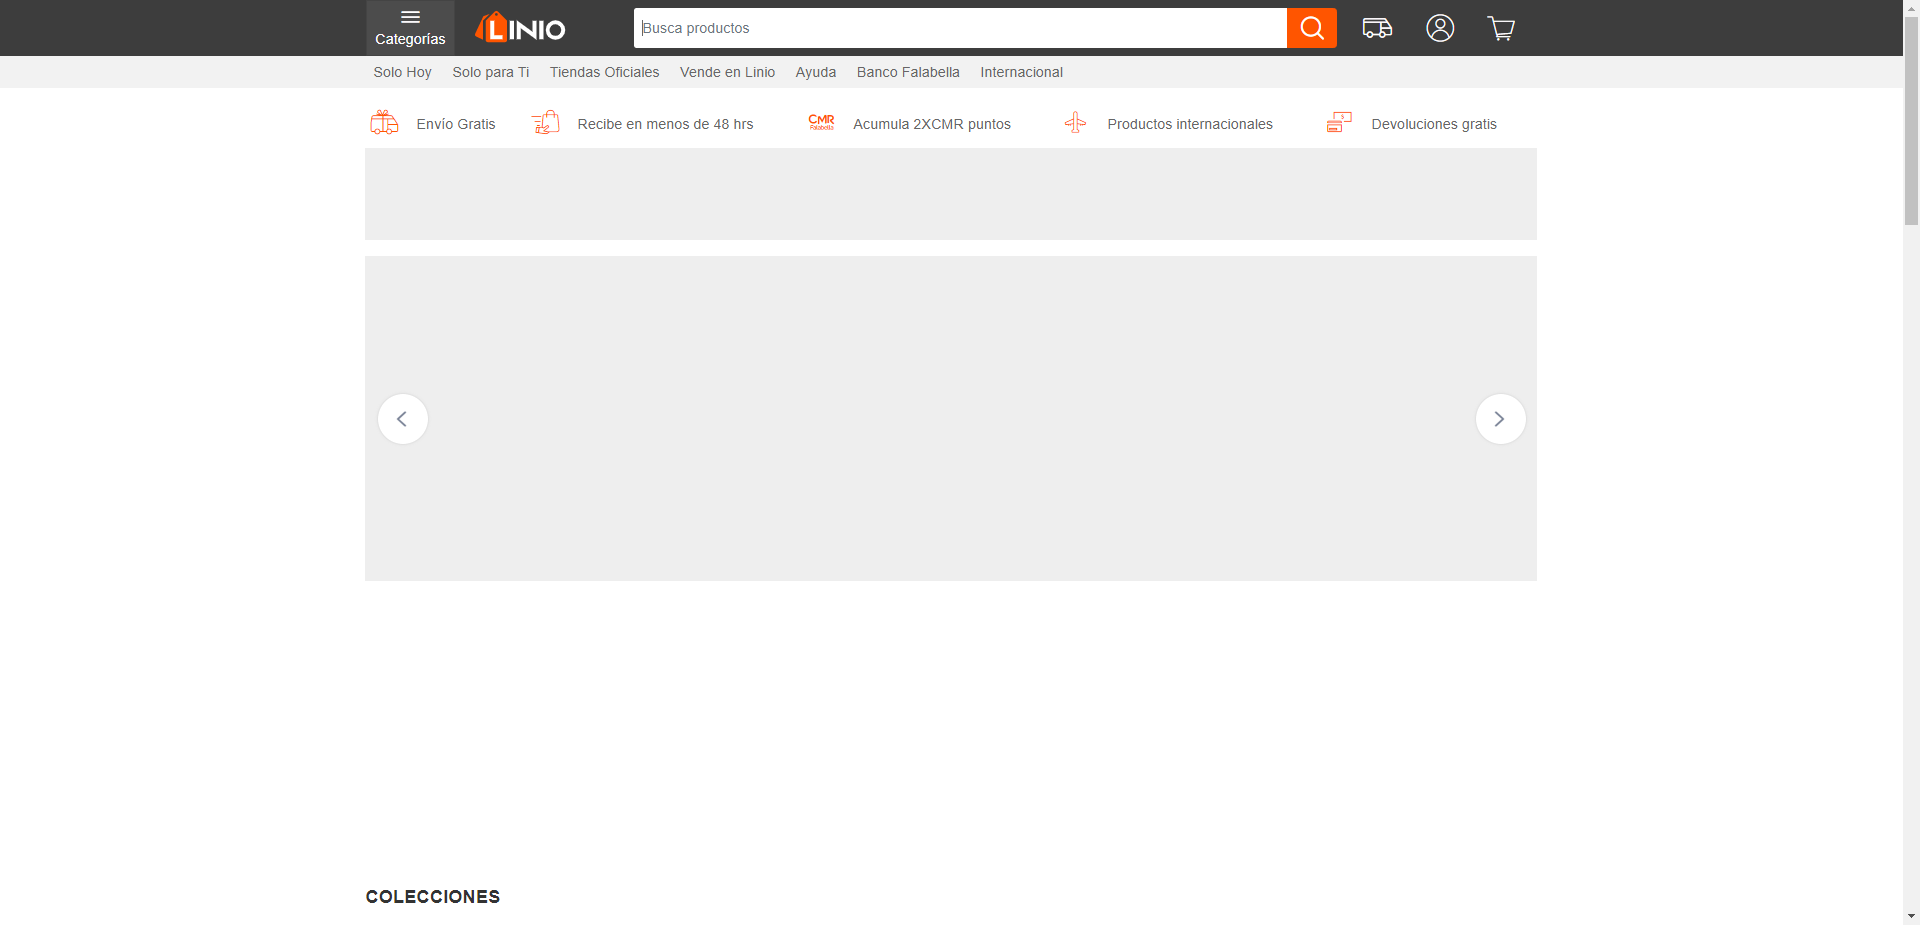 Categorías
LINIO
Busca productos
Solo Hoy
Solo para Ti
Tiendas Oficiales
Vende en Linio
Ayuda
Banco Falabella
Internacional
Envío Gratis
Recibe en menos de 48 hrs
CMR
Falabella
Acumula 2XCMR puntos
Productos internacionales
Devoluciones gratis
COLECCIONES